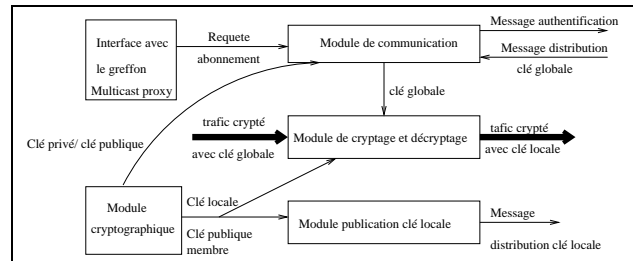 Interface avec
le greffon
Multicast proxy
Requete
abonnement
Module de communication
Message authentification
Message distribution
clé globale
clé globale
trafic crypté
avec clé globale
Module de cryptage et décryptage
tafic crypté
avec clé locale
Clé privé/ clé publique
Module
cryptographique
Clé locale
Clé publique
membre
Module publication clé locale
Message
distribution clé locale